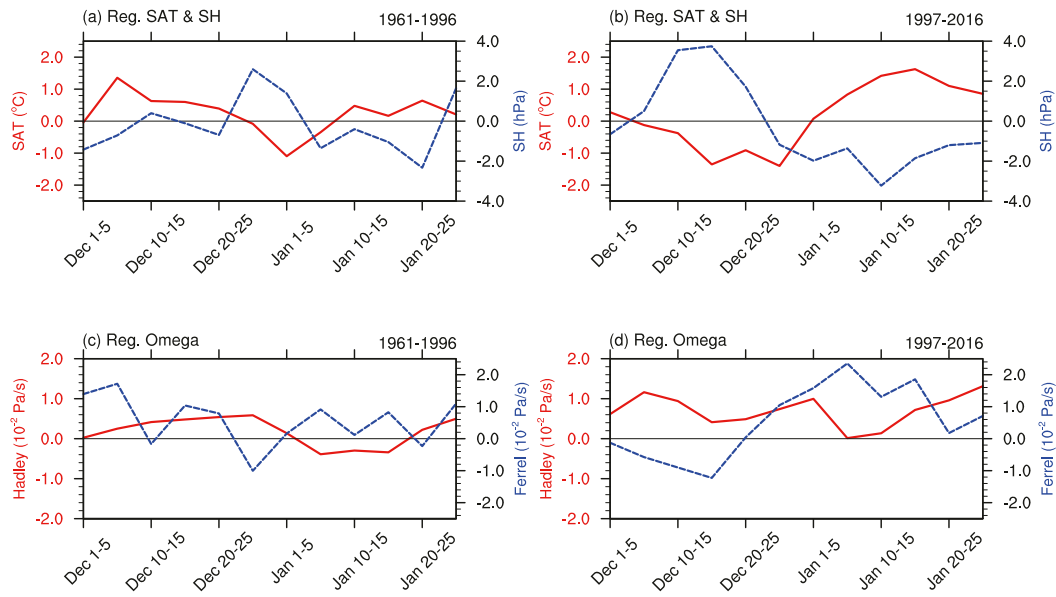 (a) Reg. SAT & SH 1961-1996
2.0
1.0
0.0
-1.0
-2.0
SAT (°C)
4.0
2.0
0.0
-2.0
-4.0
SH (hPa)
Dec 1-5
Dec 10-15
Dec 20-25
Jan 1-5
Jan 10-15
Jan 20-25
(b) Reg. SAT & SH 1997-2016
2.0
1.0
0.0
-1.0
-2.0
SAT (°C)
4.0
2.0
0.0
-2.0
-4.0
SH (hPa)
Dec 1-5
Dec 10-15
Dec 20-25
Jan 1-5
Jan 10-15
Jan 20-25
(c) Reg. Omega 1961-1996
2.0
1.0
0.0
-1.0
-2.0
Hadley (10⁻² Pa/s)
2.0
1.0
0.0
-1.0
-2.0
Ferrel (10⁻² Pa/s)
Dec 1-5
Dec 10-15
Dec 20-25
Jan 1-5
Jan 10-15
Jan 20-25
(d) Reg. Omega 1997-2016
2.0
1.0
0.0
-1.0
-2.0
Hadley (10⁻² Pa/s)
2.0
1.0
0.0
-1.0
-2.0
Ferrel (10⁻² Pa/s)
Dec 1-5
Dec 10-15
Dec 20-25
Jan 1-5
Jan 10-15
Jan 20-25